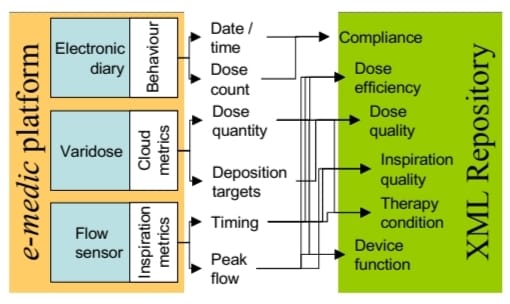 e-medic platform
Electronic
diary
Behaviour
Varidose
Cloud
metrics
Flow
sensor
Inspiration
metrics
Date /
time
Dose
count
Dose
quantity
Deposition
targets
Timing
Peak
flow
Compliance
Dose
efficiency
Dose
quality
Inspiration
quality
Therapy
condition
Device
function
XML Repository